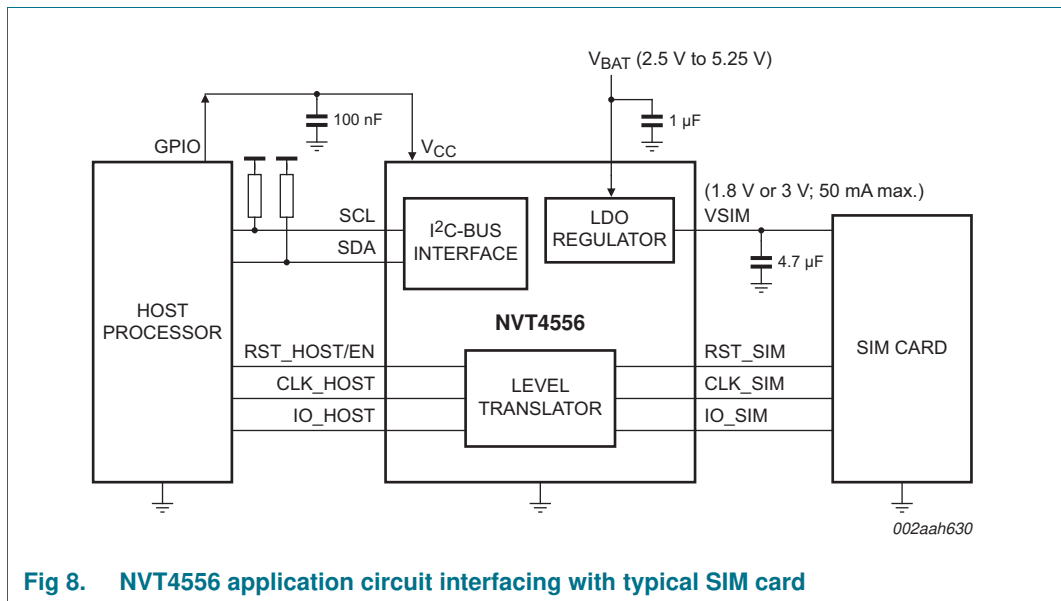 V_BAT (2.5 V to 5.25 V)
100 nF
1 µF
GPIO
V_CC
(1.8 V or 3 V; 50 mA max.)
SCL
SDA
I²C-BUS
INTERFACE
LDO
REGULATOR
VSIM
4.7 µF
HOST
PROCESSOR
NVT4556
SIM CARD
RST_HOST/EN
CLK_HOST
IO_HOST
LEVEL
TRANSLATOR
RST_SIM
CLK_SIM
IO_SIM
002aah630
Fig 8. NVT4556 application circuit interfacing with typical SIM card